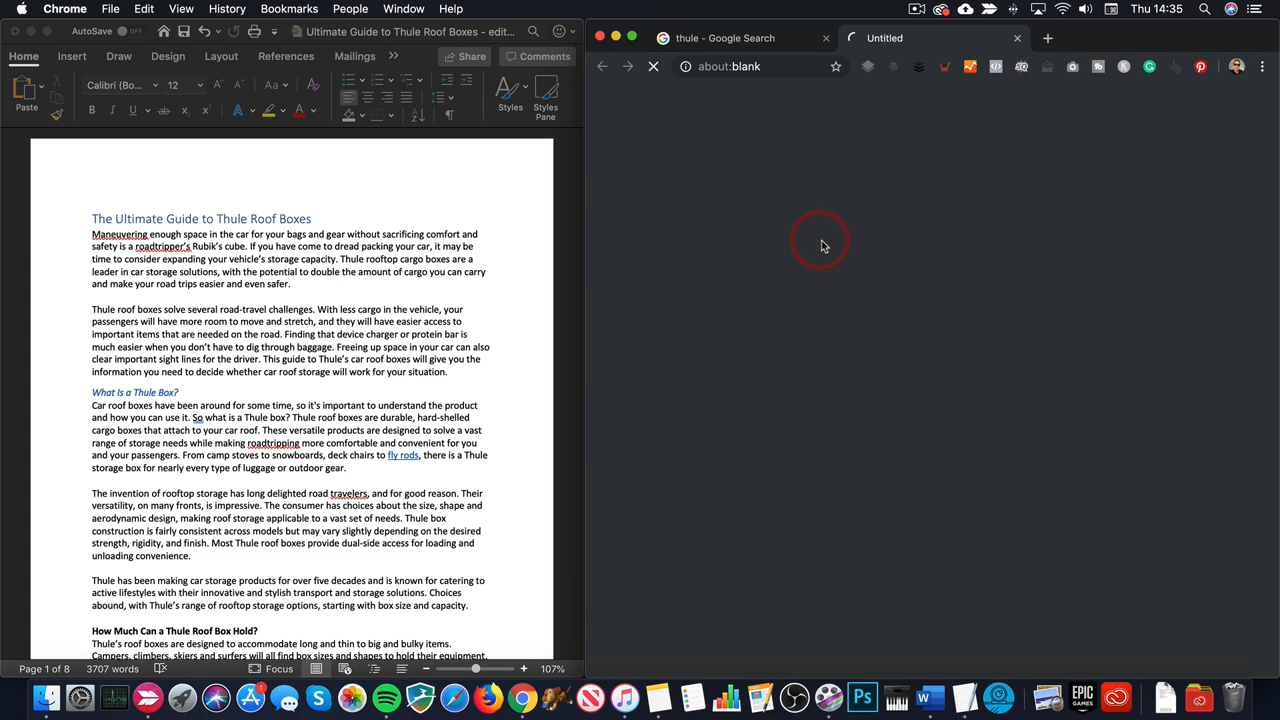 Chrome File Edit View History Bookmarks People Window Help Thu 14:35
AutoSave OFF Ultimate Guide to Thule Roof Boxes - edit...
thule - Google Search Untitled
Home Insert Draw Design Layout References Mailings Share Comments
about:blank
Paste Calibri (Bo... 12 Aa Styles Styles Pane
The Ultimate Guide to Thule Roof Boxes
Maneuvering enough space in the car for your bags and gear without sacrificing comfort and
safety is a roadtripper's Rubik's cube. If you have come to dread packing your car, it may be
time to consider expanding your vehicle's storage capacity. Thule rooftop cargo boxes are a
leader in car storage solutions, with the potential to double the amount of cargo you can carry
and make your road trips easier and even safer.
Thule roof boxes solve several road-travel challenges. With less cargo in the vehicle, your
passengers will have more room to move and stretch, and they will have easier access to
important items that are needed on the road. Finding that device charger or protein bar is
much easier when you don't have to dig through baggage. Freeing up space in your car can also
clear important sight lines for the driver. This guide to Thule's car roof boxes will give you the
information you need to decide whether car roof storage will work for your situation.
What Is a Thule Box?
Car roof boxes have been around for some time, so it's important to understand the product
and how you can use it. So what is a Thule box? Thule roof boxes are durable, hard-shelled
cargo boxes that attach to your car roof. These versatile products are designed to solve a vast
range of storage needs while making roadtripping more comfortable and convenient for you
and your passengers. From camp stoves to snowboards, deck chairs to fly rods, there is a Thule
storage box for nearly every type of luggage or outdoor gear.
The invention of rooftop storage has long delighted road travelers, and for good reason. Their
versatility, on many fronts, is impressive. The consumer has choices about the size, shape and
aerodynamic design, making roof storage applicable to a vast set of needs. Thule box
construction is fairly consistent across models but may vary slightly depending on the desired
strength, rigidity, and finish. Most Thule roof boxes provide dual-side access for loading and
unloading convenience.
Thule has been making car storage products for over five decades and is known for catering to
active lifestyles with their innovative and stylish transport and storage solutions. Choices
abound, with Thule's range of rooftop storage options, starting with box size and capacity.
How Much Can a Thule Roof Box Hold?
Thule's roof boxes are designed to accommodate long and thin to big and bulky items.
Campers, climbers, skiers and surfers will all find box sizes and shapes to hold their equipment.
Page 1 of 8 3707 words Focus 107%